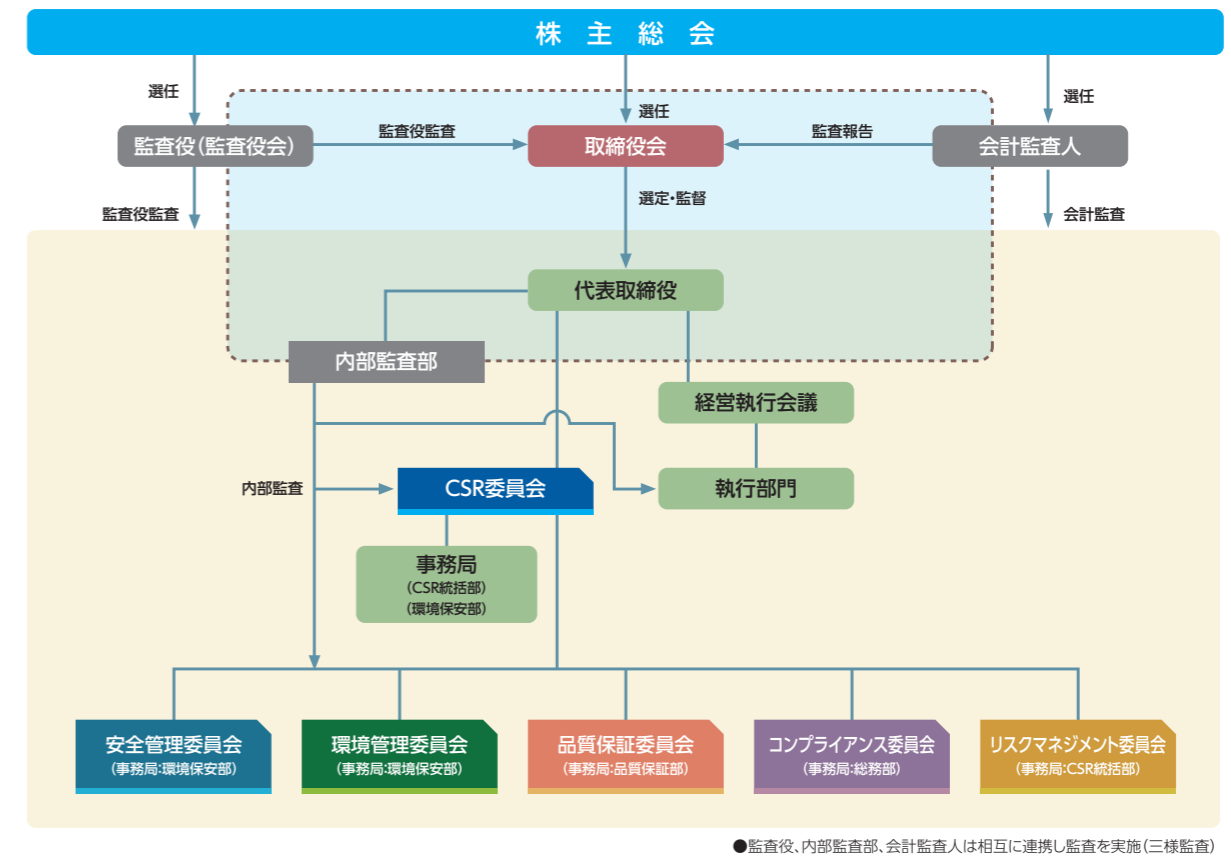 株主総会
選任
選任
選任
監査役(監査役会)
監査役監査
取締役会
監査報告
会計監査人
監査役監査
選定・監督
会計監査
代表取締役
内部監査部
経営執行会議
内部監査
CSR委員会
執行部門
事務局
(CSR統括部)
(環境保安部)
安全管理委員会
(事務局:環境保安部)
環境管理委員会
(事務局:環境保安部)
品質保証委員会
(事務局:品質保証部)
コンプライアンス委員会
(事務局:総務部)
リスクマネジメント委員会
(事務局:CSR統括部)
●監査役、内部監査部、会計監査人は相互に連携し監査を実施(三様監査)